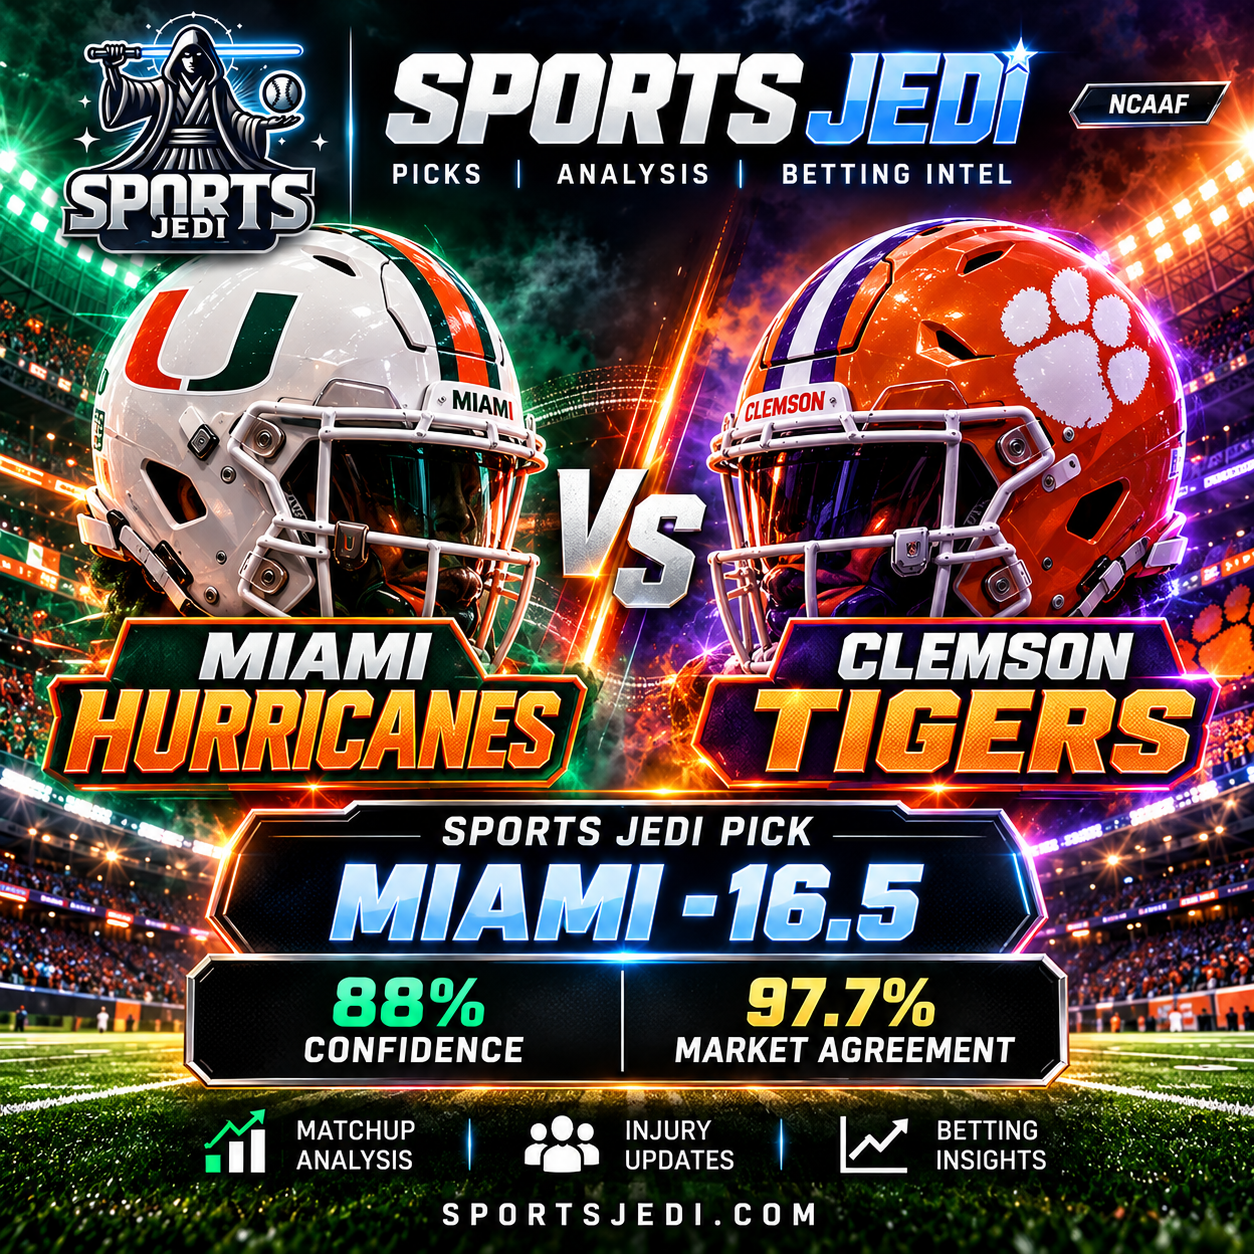 SPORTS
JEDI
SPORTS JEDI
PICKS | ANALYSIS | BETTING INTEL
NCAAF
U
MIAMI
CLEMSON
VS
MIAMI
HURRICANES
CLEMSON
TIGERS
SPORTS JEDI PICK
MIAMI -16.5
88%
CONFIDENCE
97.7%
MARKET AGREEMENT
MATCHUP
ANALYSIS
INJURY
UPDATES
BETTING
INSIGHTS
SPORTSJEDI.COM